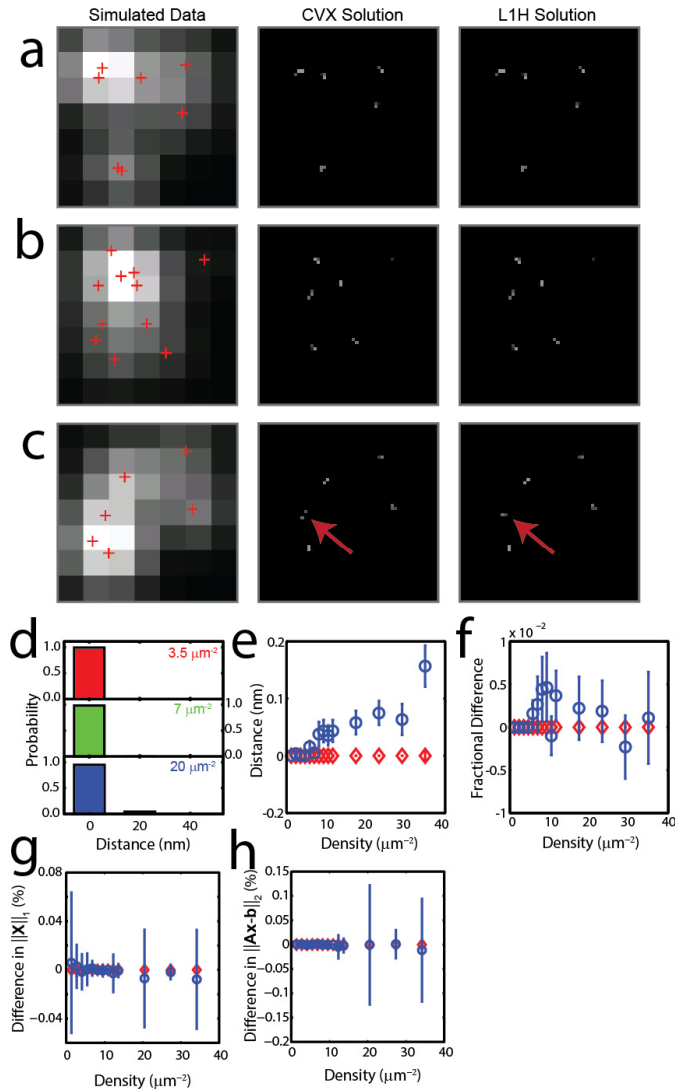 Simulated Data CVX Solution L1H Solution
a
b
c
d
1.0
0.5
0.0
3.5 μm-2
1.0
0.5
0.0
7 μm-2
1.0
0.5
0.0
20 μm-2
Probability
0 20 40
Distance (nm)
e
0.2
0.1
0
-0.2
Distance (nm)
0 10 20 30 40
Density (μm-2)
f
1 x 10-2
0.5
0
-0.5
-1
Fractional Difference
0 10 20 30 40
Density (μm-2)
g
0.08
0.04
0
-0.06
Difference in ||X||1 (%)
0 10 20 30 40
Density (μm−2)
h
0.15
0.10
0.05
0
−0.05
−0.1
-0.2
Difference in ||Ax-b||2 (%)
0 10 20 30 40
Density (μm−2)